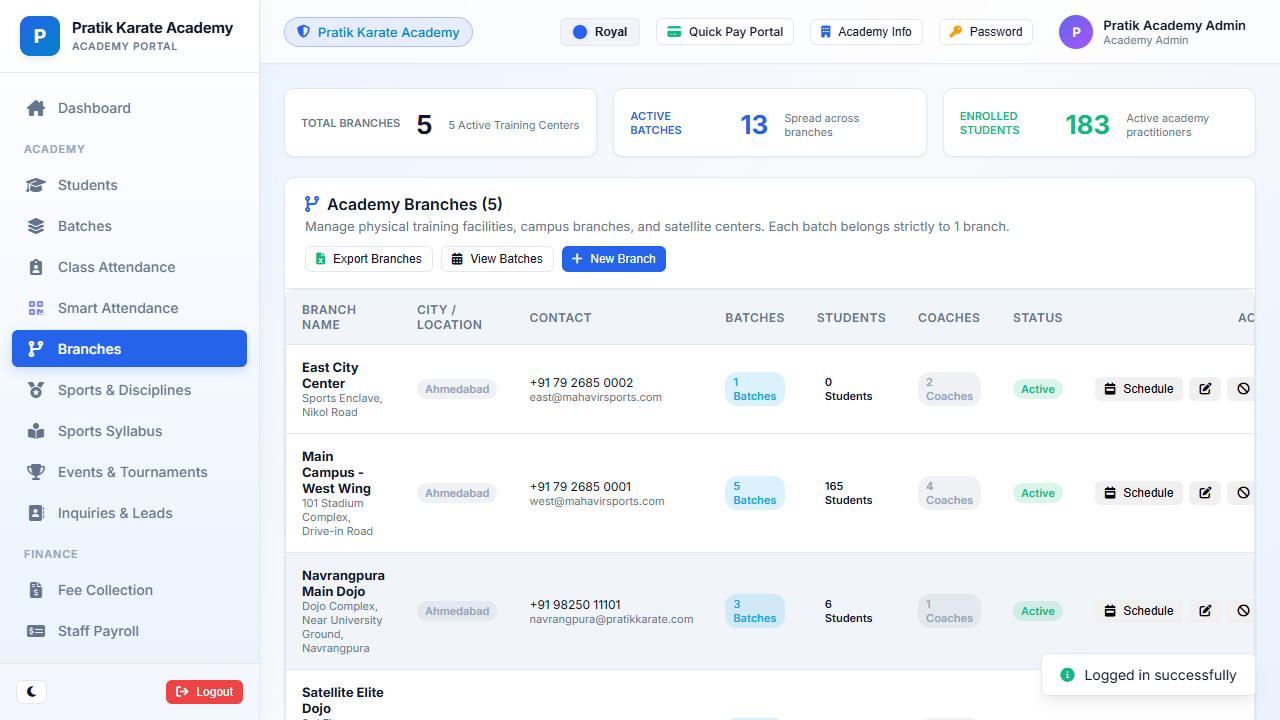 P
Pratik Karate Academy
ACADEMY PORTAL
Dashboard
ACADEMY
Students
Batches
Class Attendance
Smart Attendance
Branches
Sports & Disciplines
Sports Syllabus
Events & Tournaments
Inquiries & Leads
FINANCE
Fee Collection
Staff Payroll
Logout
Pratik Karate Academy
Royal
Quick Pay Portal
Academy Info
Password
P
Pratik Academy Admin
Academy Admin
TOTAL BRANCHES
5
5 Active Training Centers
ACTIVE
BATCHES
13
Spread across
branches
ENROLLED
STUDENTS
183
Active academy
practitioners
Academy Branches (5)
Manage physical training facilities, campus branches, and satellite centers. Each batch belongs strictly to 1 branch.
Export Branches
View Batches
New Branch
BRANCH
NAME
CITY /
LOCATION
CONTACT
BATCHES
STUDENTS
COACHES
STATUS
AC
East City
Center
Sports Enclave,
Nikol Road
Ahmedabad
+91 79 2685 0002
east@mahavirsports.com
1
Batches
0
Students
2
Coaches
Active
Schedule
Main
Campus -
West Wing
101 Stadium
Complex,
Drive-in Road
Ahmedabad
+91 79 2685 0001
west@mahavirsports.com
5
Batches
165
Students
4
Coaches
Active
Schedule
Navrangpura
Main Dojo
Dojo Complex,
Near University
Ground,
Navrangpura
Ahmedabad
+91 98250 11101
navrangpura@pratikkarate.com
3
Batches
6
Students
1
Coaches
Active
Schedule
Satellite Elite
Dojo
Logged in successfully